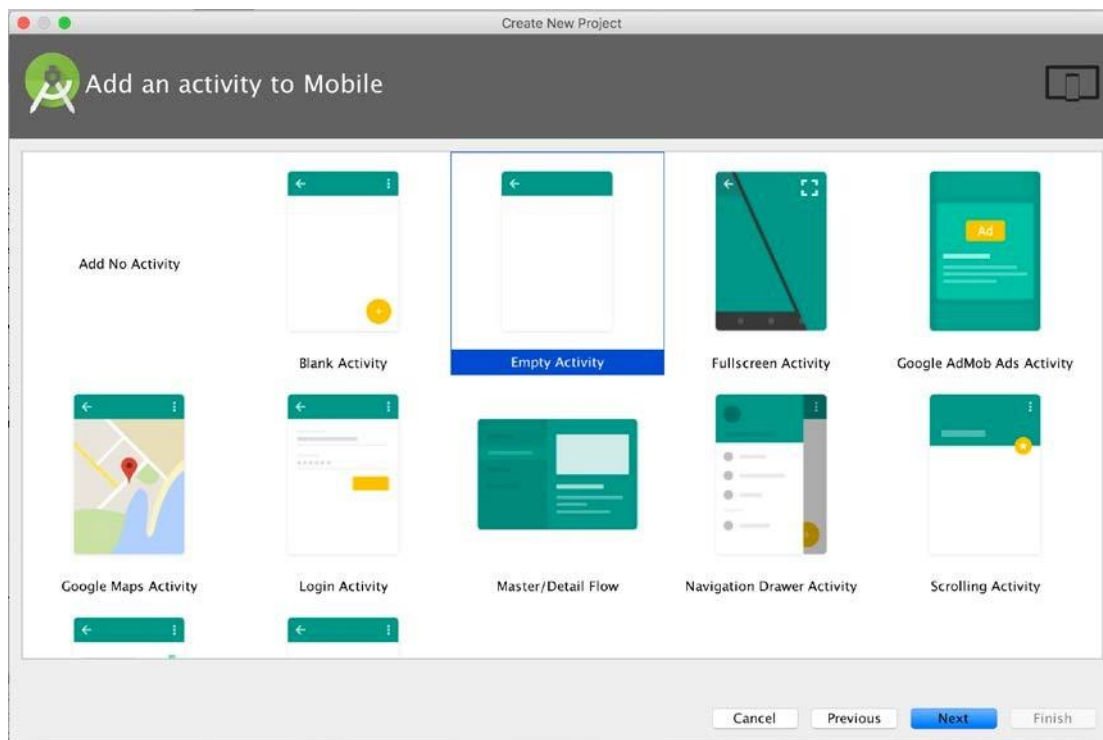 Create New Project
Add an activity to Mobile
Add No Activity
Blank Activity
Empty Activity
Fullscreen Activity
Ad
Google AdMob Ads Activity
Google Maps Activity
Login Activity
Master/Detail Flow
Navigation Drawer Activity
Scrolling Activity
Cancel
Previous
Next
Finish